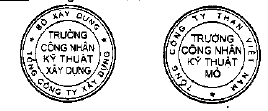 BỘ XÂY DỰNG
TRƯỜNG
CÔNG NHÂN
KỸ THUẬT
XÂY DỰNG
TỔNG CÔNG TY XÂY DỰNG
TỔNG CÔNG TY THAN VIỆT NAM
TRƯỜNG
CÔNG NHÂN
KỸ THUẬT
MỎ